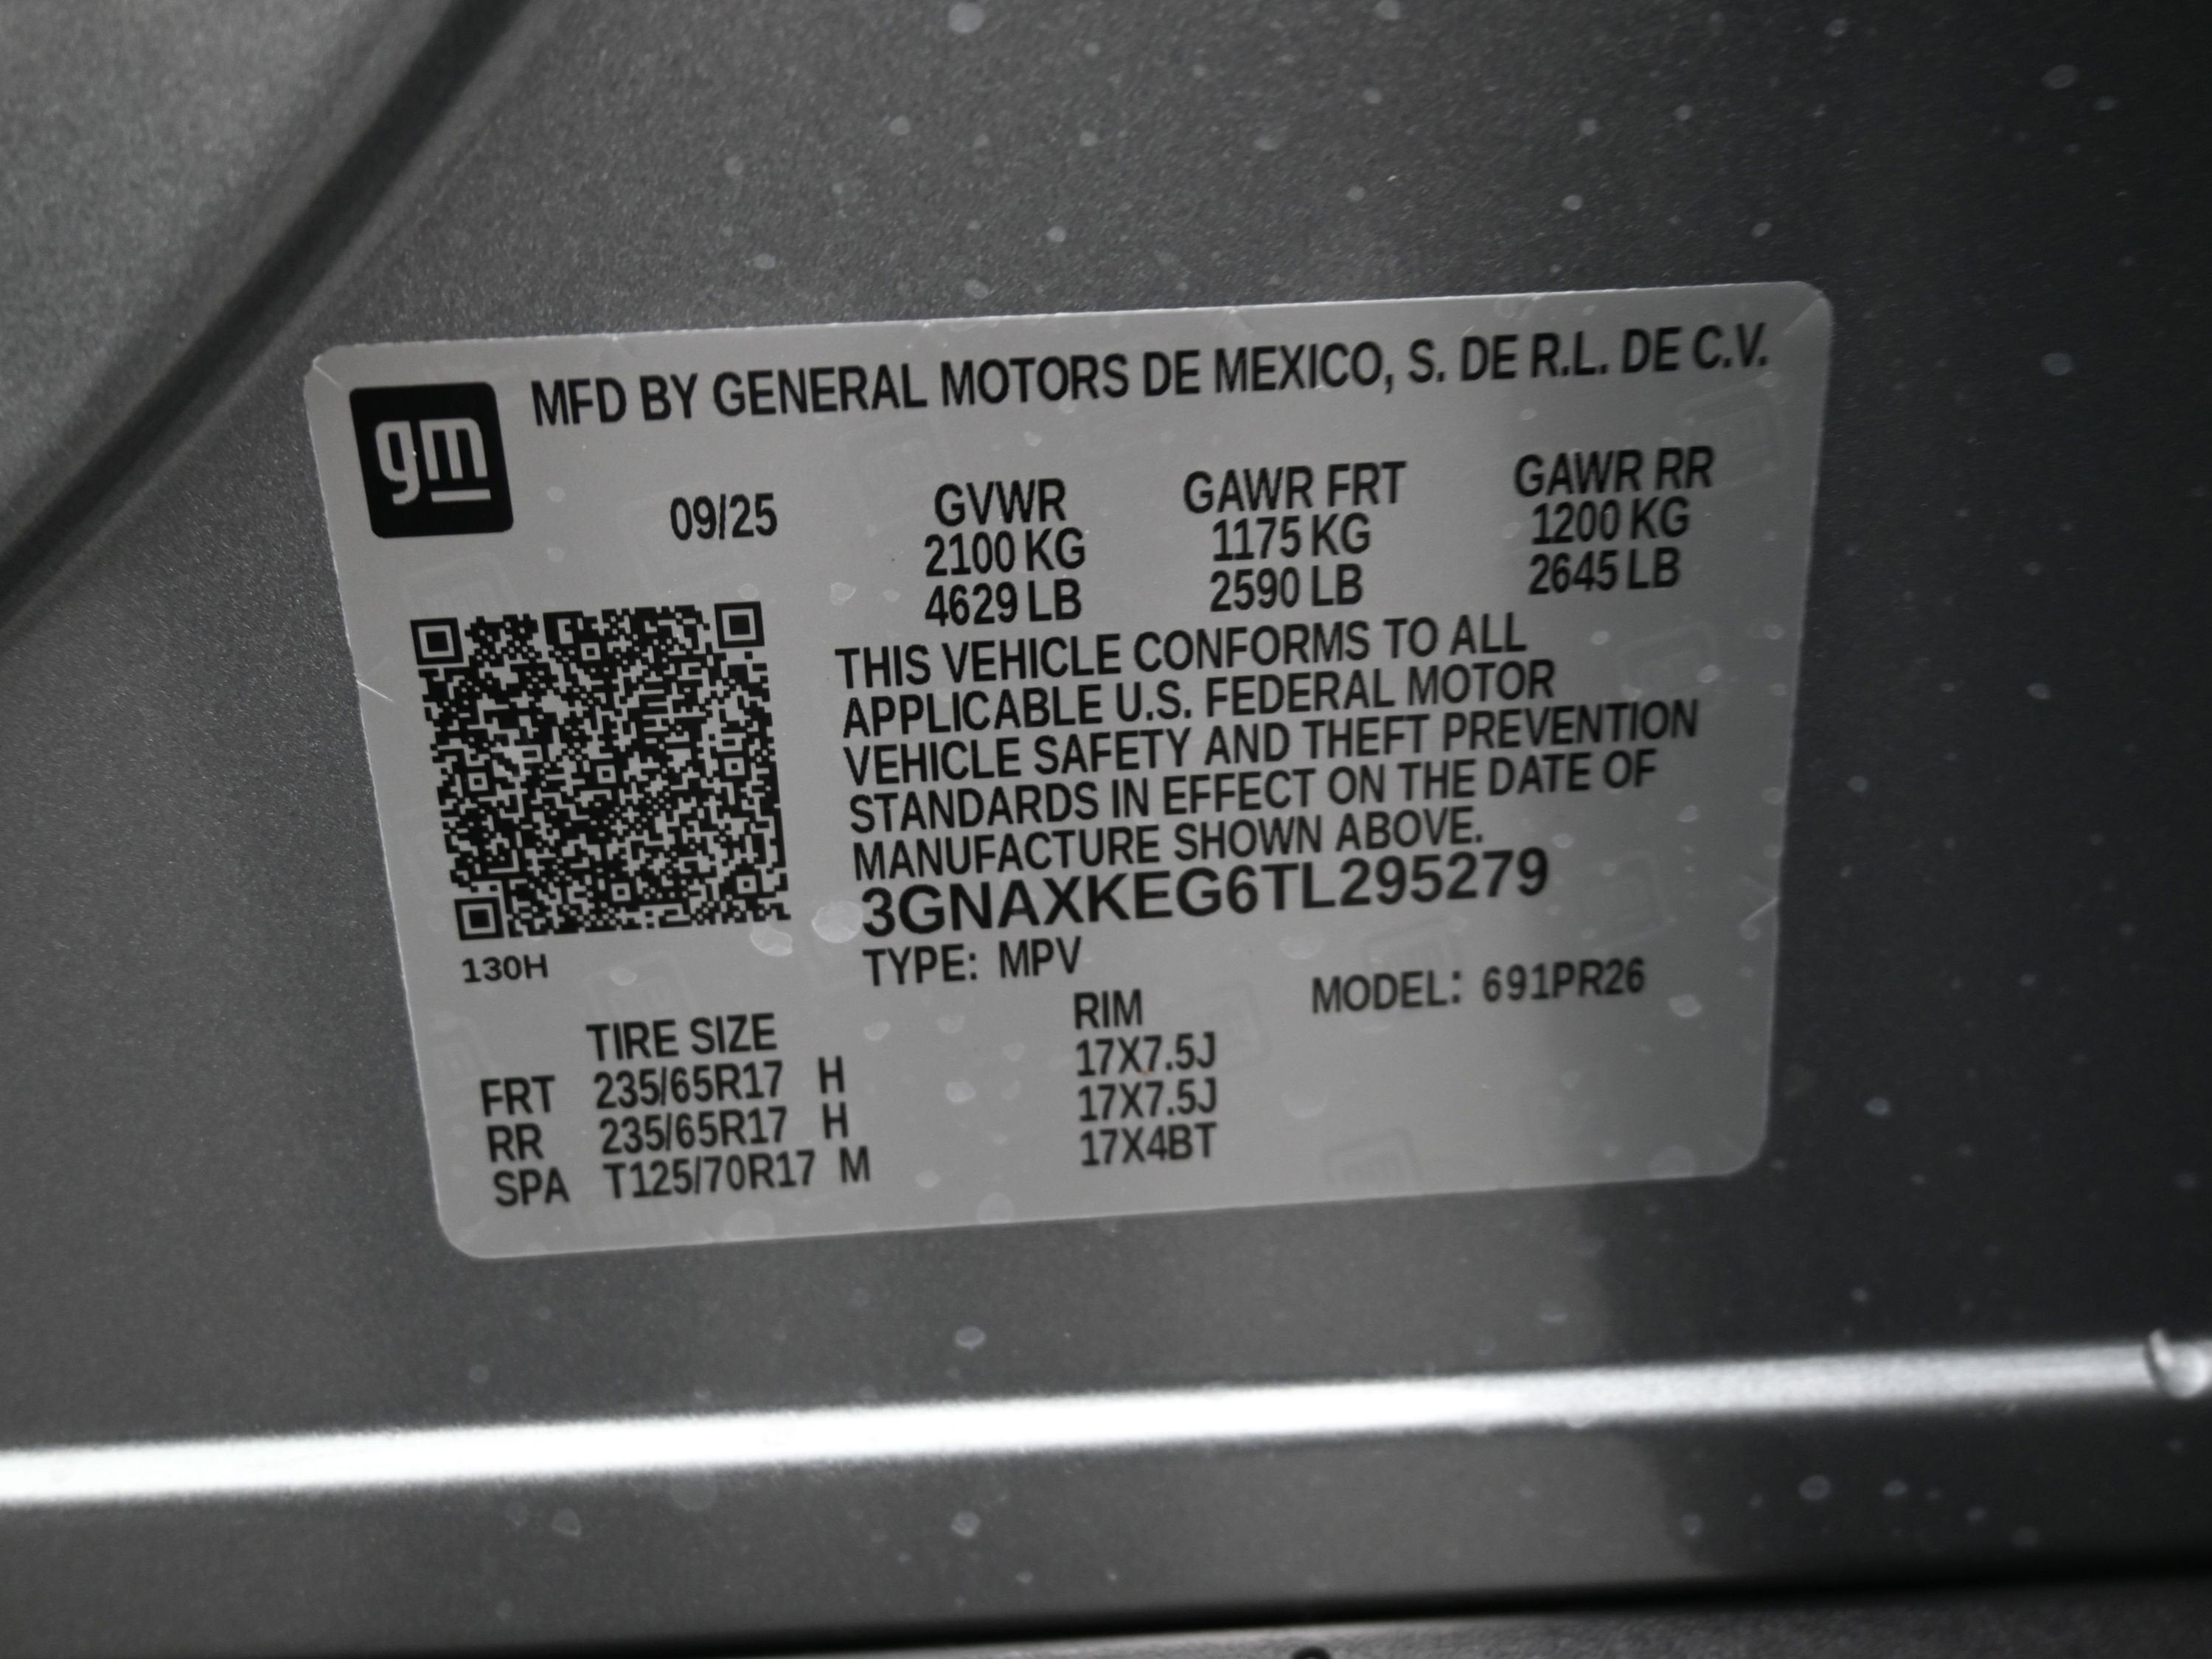 gm
MFD BY GENERAL MOTORS DE MEXICO, S. DE R.L. DE C.V.
09/25 GVWR GAWR FRT GAWR RR
2100 KG 1175 KG 1200 KG
4629 LB 2590 LB 2645 LB
THIS VEHICLE CONFORMS TO ALL
APPLICABLE U.S. FEDERAL MOTOR
VEHICLE SAFETY AND THEFT PREVENTION
STANDARDS IN EFFECT ON THE DATE OF
MANUFACTURE SHOWN ABOVE.
3GNAXKEG6TL295279
130H
TYPE: MPV MODEL: 691PR26
TIRE SIZE RIM
FRT 235/65R17 H 17X7.5J
RR 235/65R17 H 17X7.5J
SPA T125/70R17 M 17X4BT